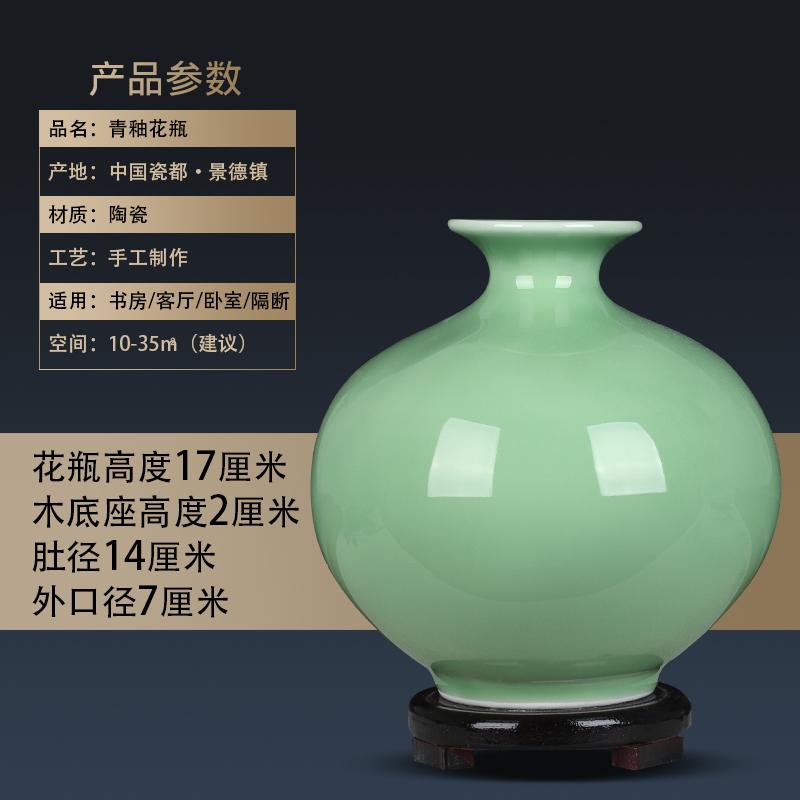 产品参数
品名：青釉花瓶
产地：中国瓷都·景德镇
材质：陶瓷
工艺：手工制作
适用：书房/客厅/卧室/隔断
空间：10-35㎡（建议）
花瓶高度17厘米
木底座高度2厘米
肚径14厘米
外口径7厘米